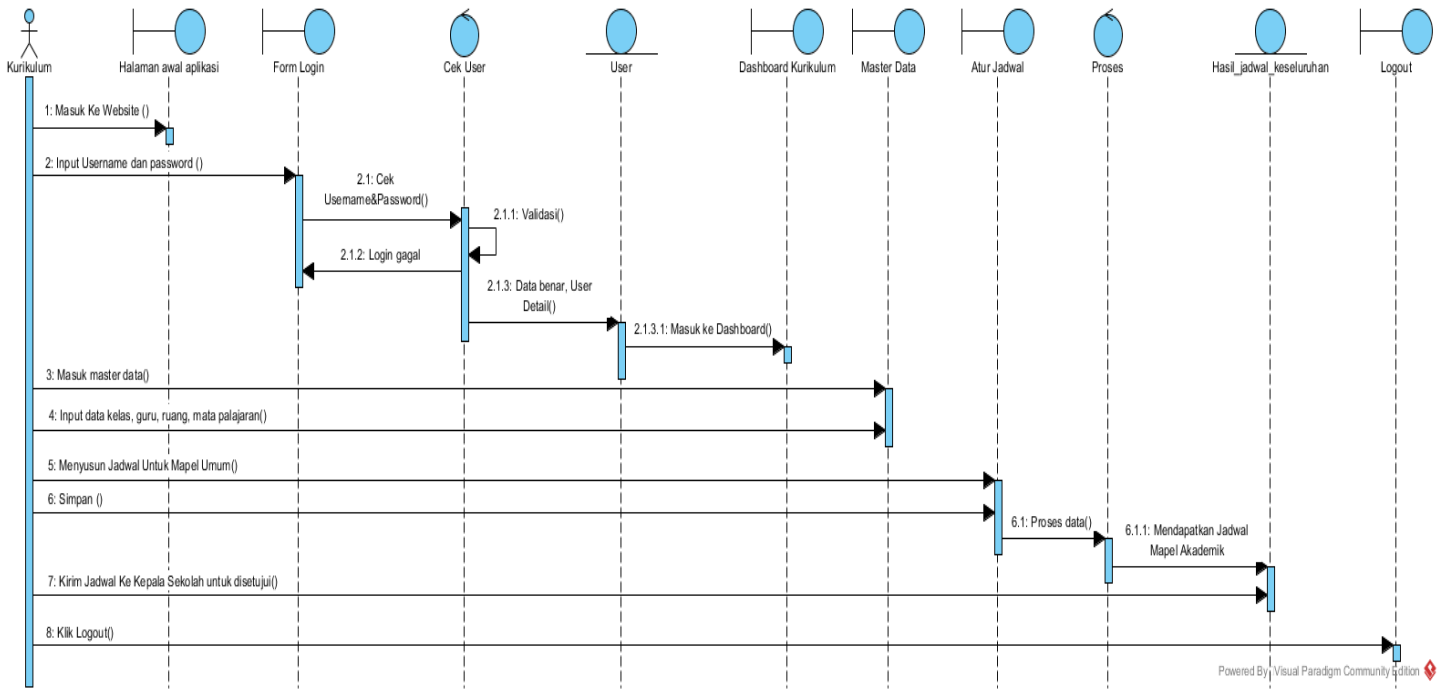 Kurikulum
Halaman awal aplikasi
Form Login
Cek User
User
Dashboard Kurikulum
Master Data
Atur Jadwal
Proses
Hasil_jadwal_keseluruhan
Logout
1: Masuk Ke Website ()
2: Input Username dan password ()
2.1: Cek
Username&Password()
2.1.1: Validasi()
2.1.2: Login gagal
2.1.3: Data benar, User
Detail()
2.1.3.1: Masuk ke Dashboard()
3: Masuk master data()
4: Input data kelas, guru, ruang, mata palajaran()
5: Menyusun Jadwal Untuk Mapel Umum()
6: Simpan ()
6.1: Proses data()
6.1.1: Mendapatkan Jadwal
Mapel Akademik
7: Kirim Jadwal Ke Kepala Sekolah untuk disetujui()
8: Klik Logout()
Powered By Visual Paradigm Community Edition